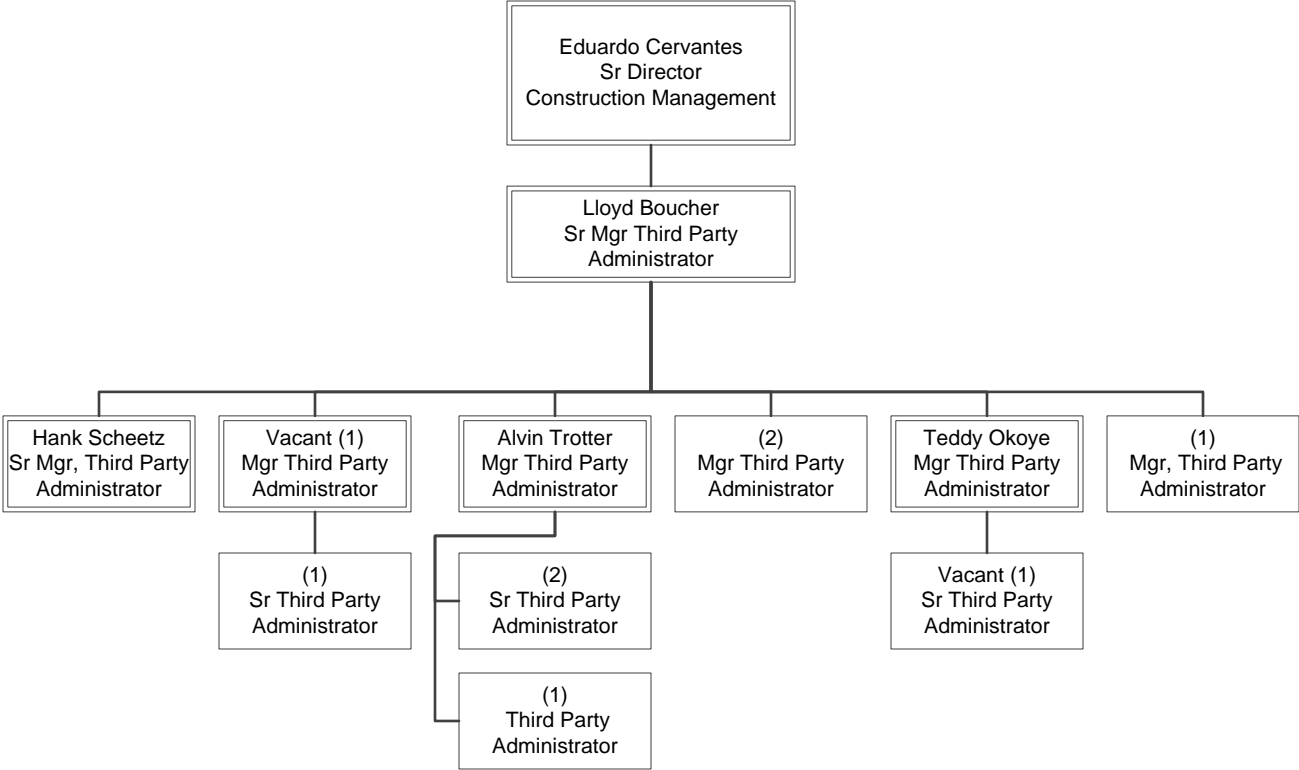 Eduardo Cervantes
Sr Director
Construction Management
Lloyd Boucher
Sr Mgr Third Party
Administrator
Hank Scheetz
Sr Mgr, Third Party
Administrator
Vacant (1)
Mgr Third Party
Administrator
Alvin Trotter
Mgr Third Party
Administrator
(2)
Mgr Third Party
Administrator
Teddy Okoye
Mgr Third Party
Administrator
(1)
Mgr, Third Party
Administrator
(1)
Sr Third Party
Administrator
(2)
Sr Third Party
Administrator
Vacant (1)
Sr Third Party
Administrator
(1)
Third Party
Administrator